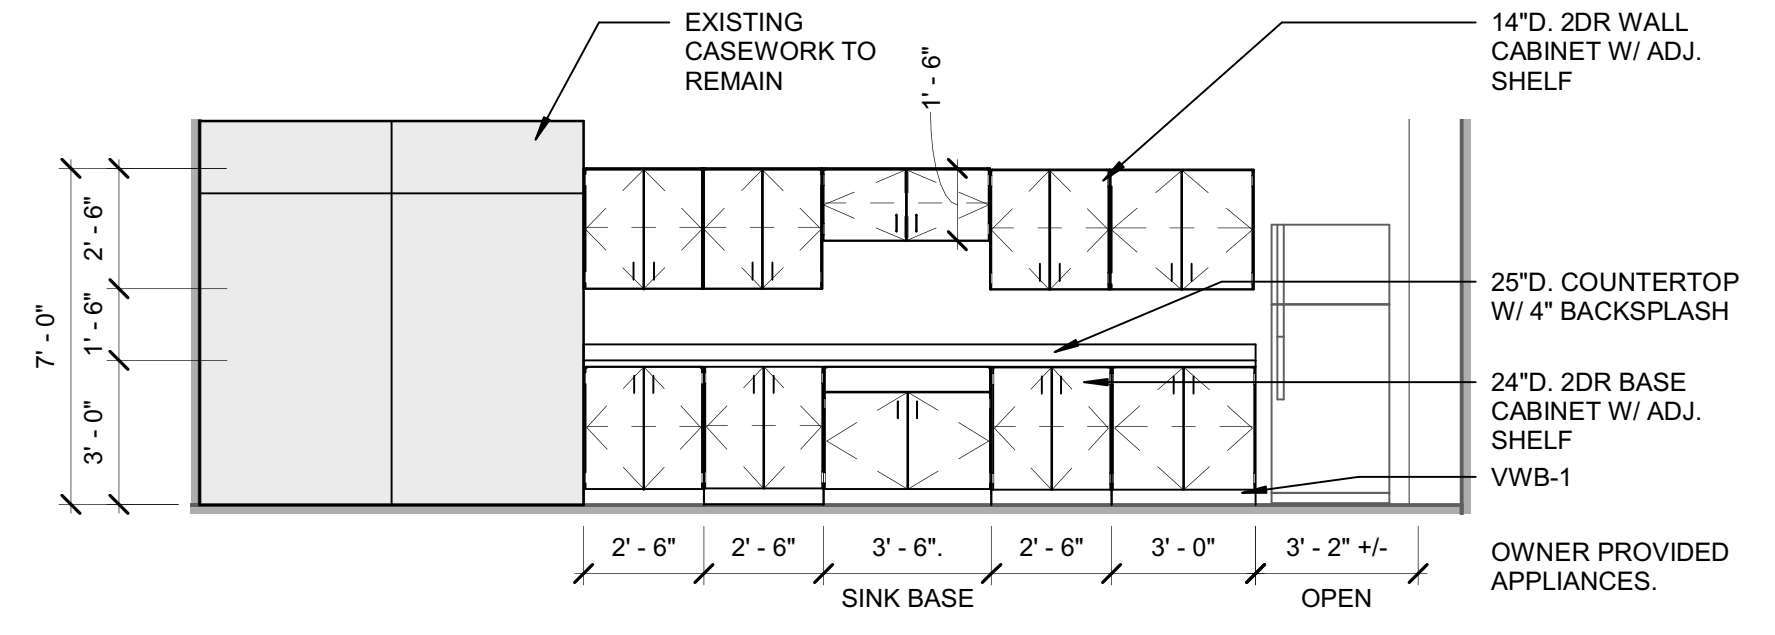 EXISTING
CASEWORK TO
REMAIN
1' - 6"
14"D. 2DR WALL
CABINET W/ ADJ.
SHELF
7' - 0"
2' - 6"
1' - 6"
3' - 0"
25"D. COUNTERTOP
W/ 4" BACKSPLASH
24"D. 2DR BASE
CABINET W/ ADJ.
SHELF
VWB-1
2' - 6"
2' - 6"
3' - 6".
2' - 6"
3' - 0"
3' - 2" +/-
SINK BASE
OPEN
OWNER PROVIDED
APPLIANCES.